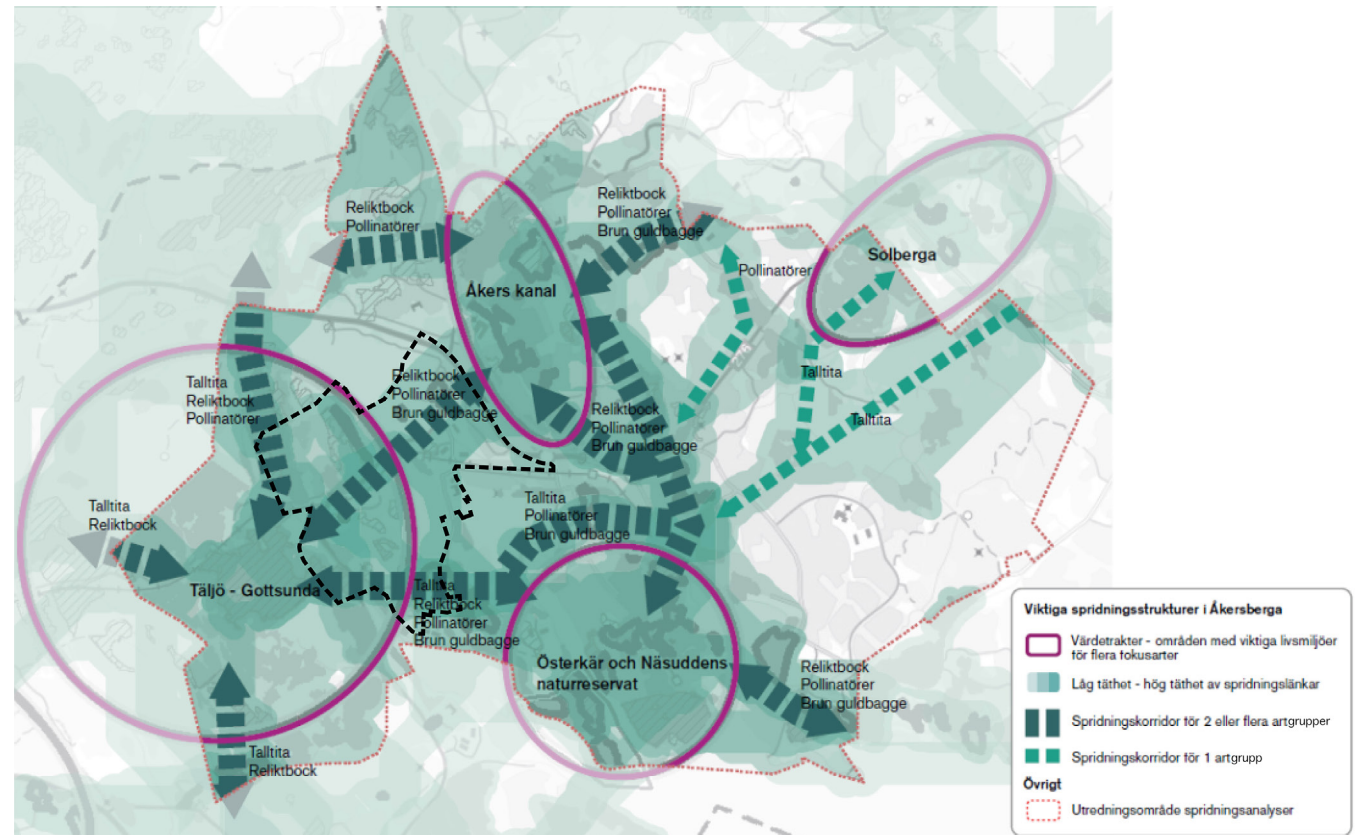 Reliktbock
Pollinatörer
Reliktbock
Pollinatörer
Brun guldbagge
Pollinatörer
Solberga
Åkers kanal
Talltita
Reliktbock
Pollinatörer
Reliktbock
Pollinatörer
Brun guldbagge
Talltita
Reliktbock
Pollinatörer
Brun guldbagge
Talltita
Talltita
Reliktbock
Talltita
Pollinatörer
Brun guldbagge
Täljö - Gottsunda
Talltita
Reliktbock
Pollinatörer
Brun guldbagge
Österkär och Näsuddens
naturreservat
Reliktbock
Pollinatörer
Brun guldbagge
Talltita
Reliktbock
Viktiga spridningsstrukturer i Åkersberga
Värdetrakter - områden med viktiga livsmiljöer
för flera fokusarter
Låg täthet - hög täthet av spridningslänkar
Spridningskorridor för 2 eller flera artgrupper
Spridningskorridor för 1 artgrupp
Övrigt
Utredningsområde spridningsanalyser